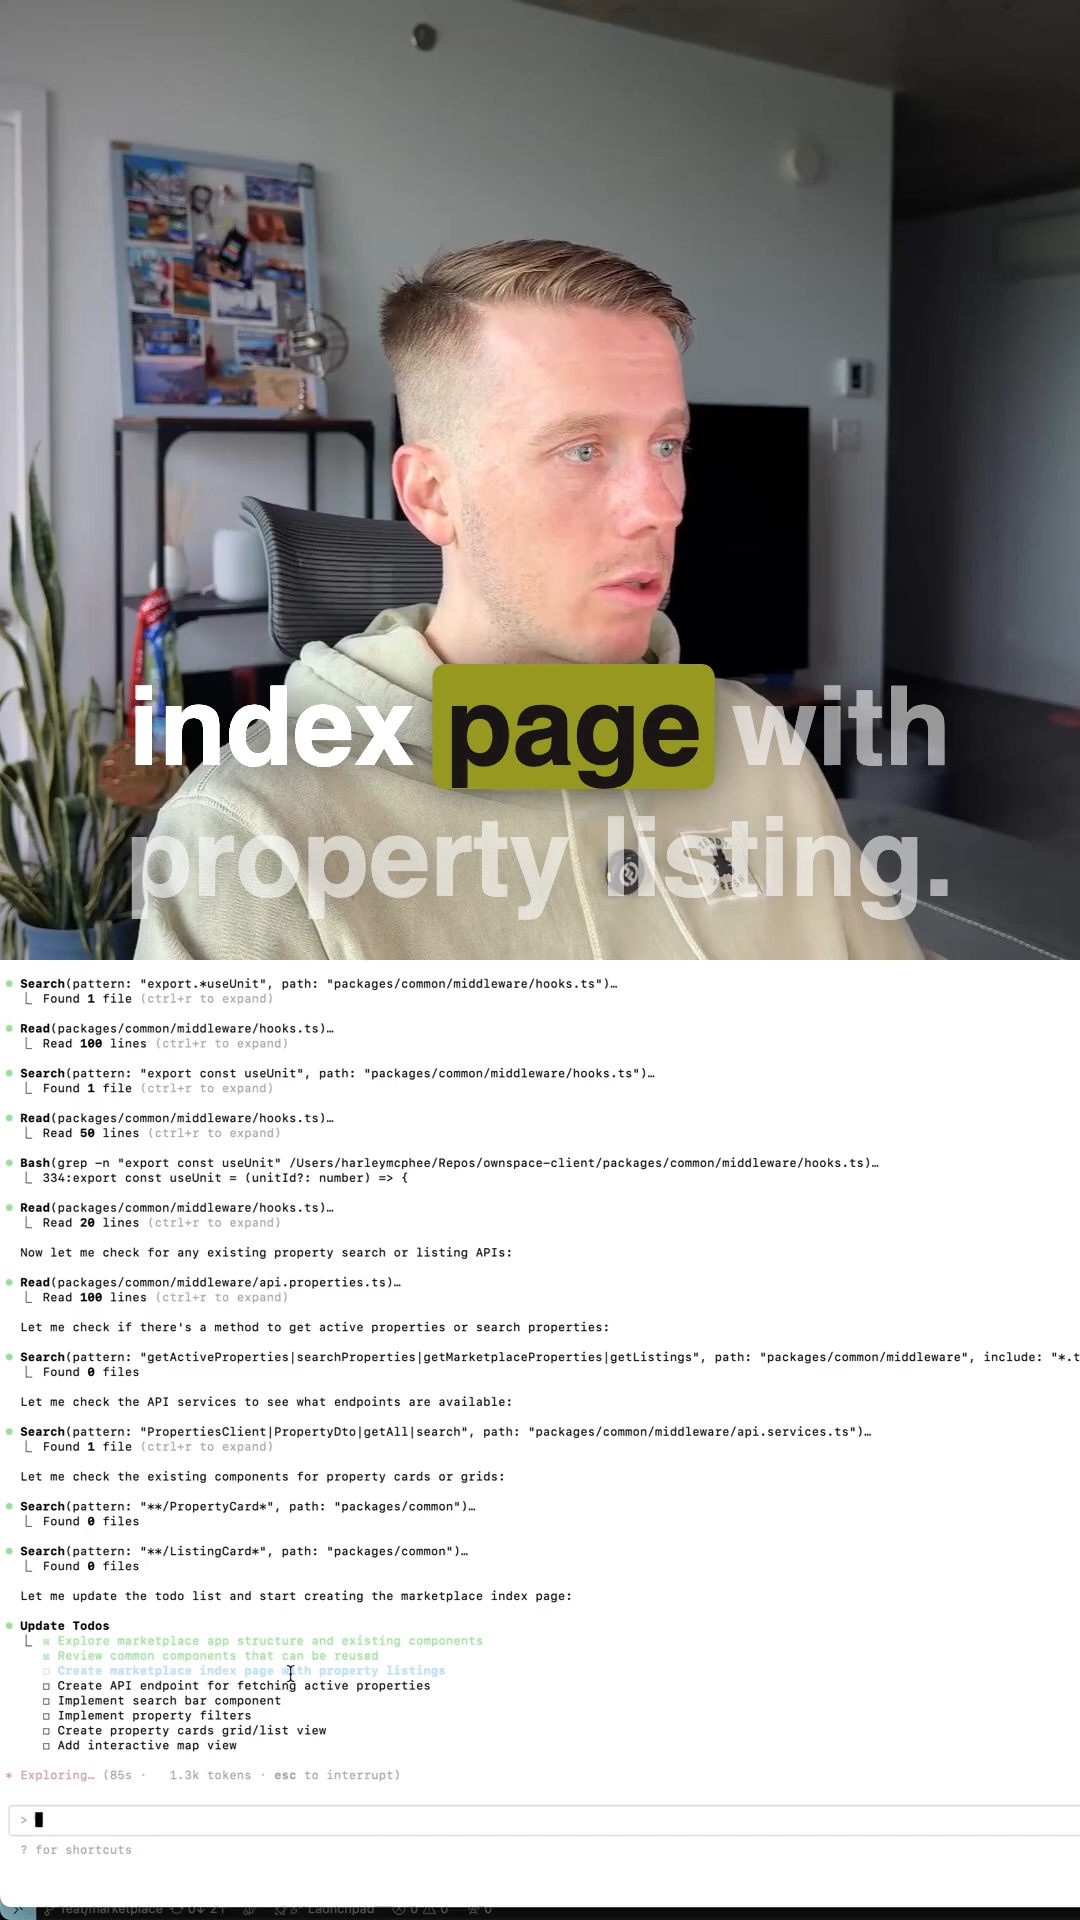 index page with
property listing.
Search(pattern: "export.*useUnit", path: "packages/common/middleware/hooks.ts")…
Found 1 file (ctrl+r to expand)
Read(packages/common/middleware/hooks.ts)…
Read 100 lines (ctrl+r to expand)
Search(pattern: "export const useUnit", path: "packages/common/middleware/hooks.ts")…
Found 1 file (ctrl+r to expand)
Read(packages/common/middleware/hooks.ts)…
Read 50 lines (ctrl+r to expand)
Bash(grep -n "export const useUnit" /Users/harleymcphee/Repos/ownspace-client/packages/common/middleware/hooks.ts)…
334:export const useUnit = (unitId?: number) => {
Read(packages/common/middleware/hooks.ts)…
Read 20 lines (ctrl+r to expand)
Now let me check for any existing property search or listing APIs:
Read(packages/common/middleware/api.properties.ts)…
Read 100 lines (ctrl+r to expand)
Let me check if there's a method to get active properties or search properties:
Search(pattern: "getActiveProperties|searchProperties|getMarketplaceProperties|getListings", path: "packages/common/middleware", include: "*.t
Found 0 files
Let me check the API services to see what endpoints are available:
Search(pattern: "PropertiesClient|PropertyDto|getAll|search", path: "packages/common/middleware/api.services.ts")…
Found 1 file (ctrl+r to expand)
Let me check the existing components for property cards or grids:
Search(pattern: "**/PropertyCard*", path: "packages/common")…
Found 0 files
Search(pattern: "**/ListingCard*", path: "packages/common")…
Found 0 files
Let me update the todo list and start creating the marketplace index page:
Update Todos
☒ Explore marketplace app structure and existing components
☒ Review common components that can be reused
☐ Create marketplace index page with property listings
☐ Create API endpoint for fetching active properties
☐ Implement search bar component
☐ Implement property filters
☐ Create property cards grid/list view
☐ Add interactive map view
* Exploring… (85s · 1.3k tokens · esc to interrupt)
>
? for shortcuts
feat/marketplace
Launchpad